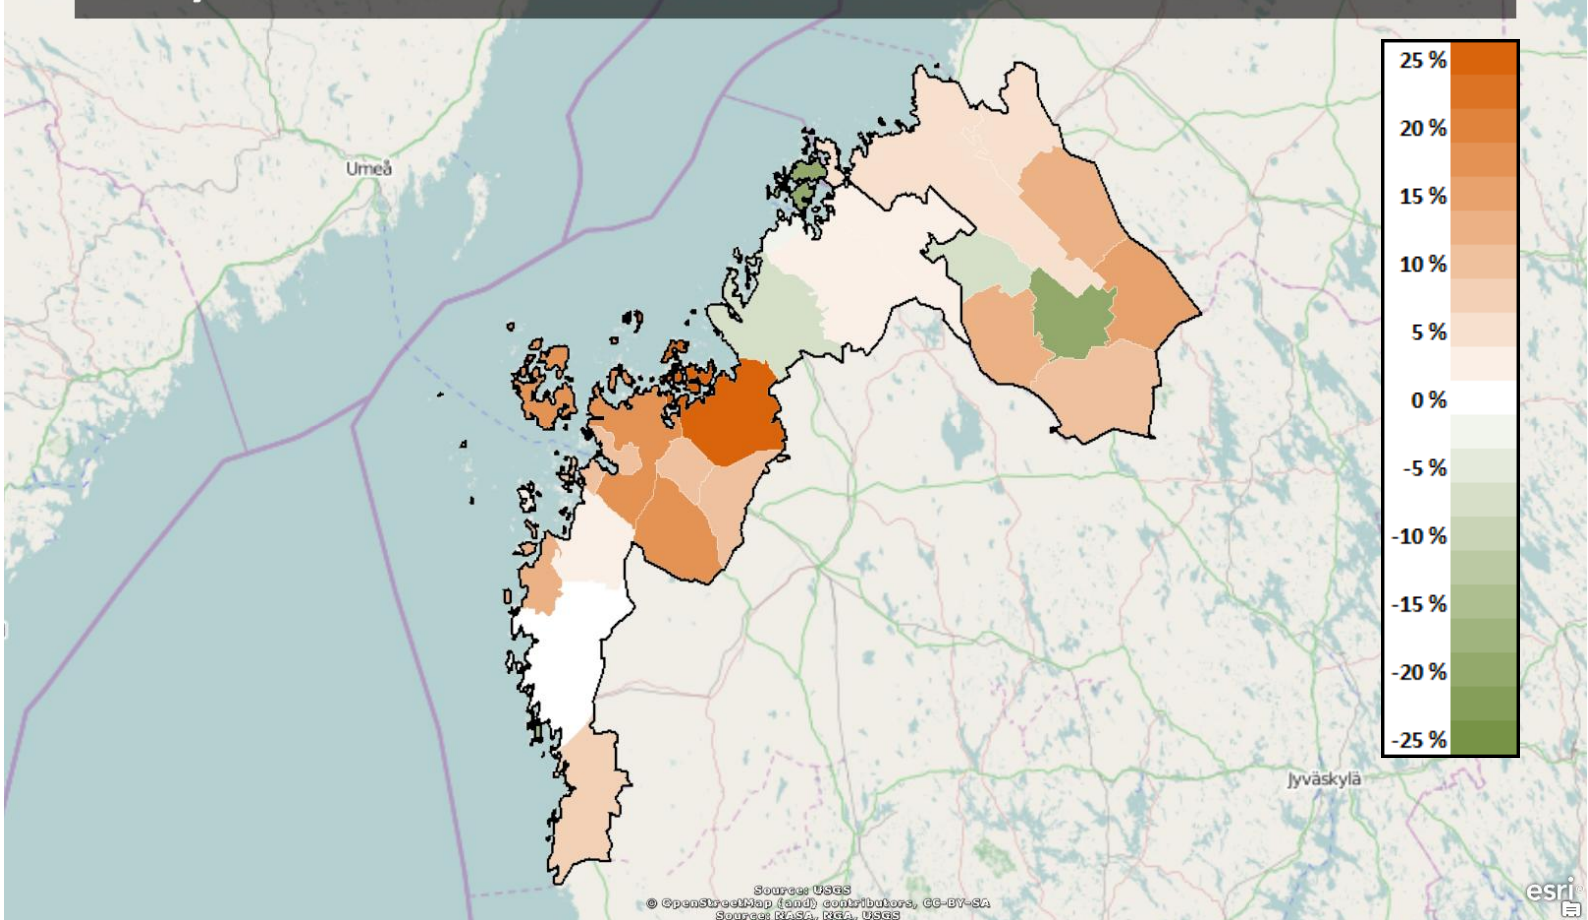 25 %
20 %
15 %
10 %
5 %
0 %
-5 %
-10 %
-15 %
-20 %
-25 %
Umeå
Jyväskylä
Source: USGS
© OpenStreetMap (and) contributors, CC-BY-SA
Source: NASA, NGA, USGS
esri